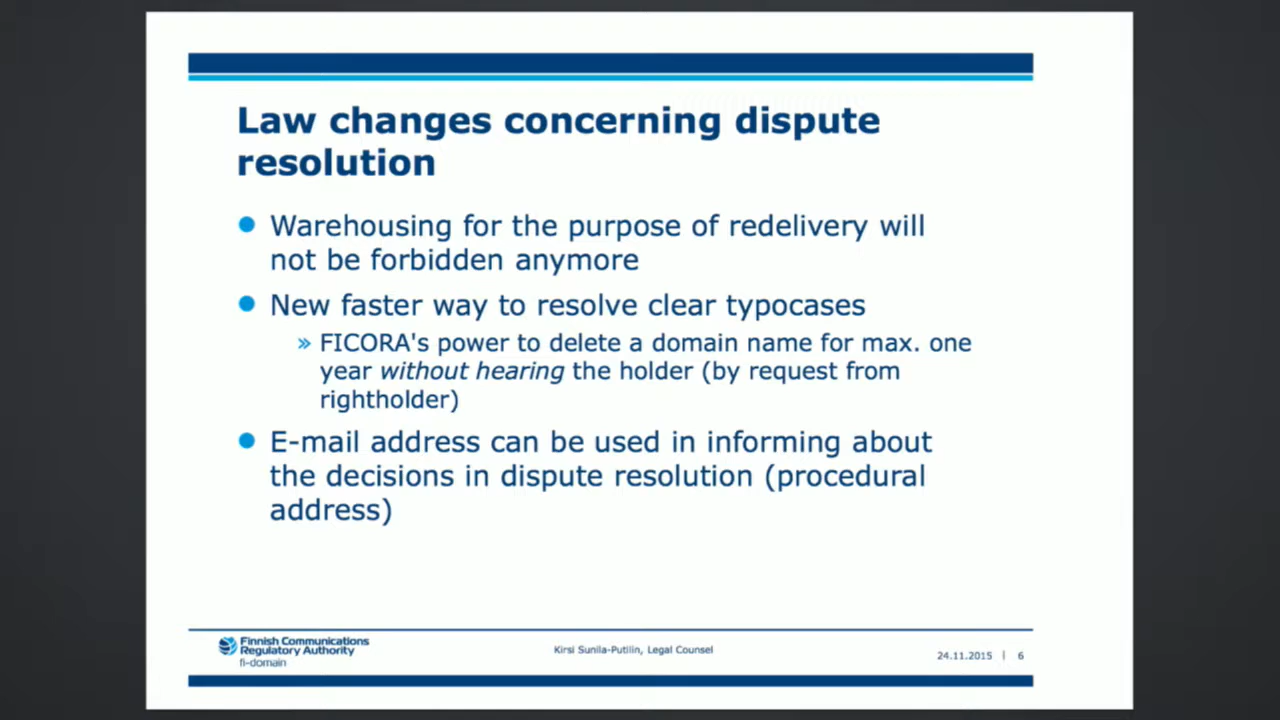 Law changes concerning dispute
resolution
Warehousing for the purpose of redelivery will
not be forbidden anymore
New faster way to resolve clear typocases
» FICORA's power to delete a domain name for max. one
year without hearing the holder (by request from
rightholder)
E-mail address can be used in informing about
the decisions in dispute resolution (procedural
address)
Finnish Communications
Regulatory Authority
fi-domain
Kirsi Sunila-Putilin, Legal Counsel
24.11.2015 | 6